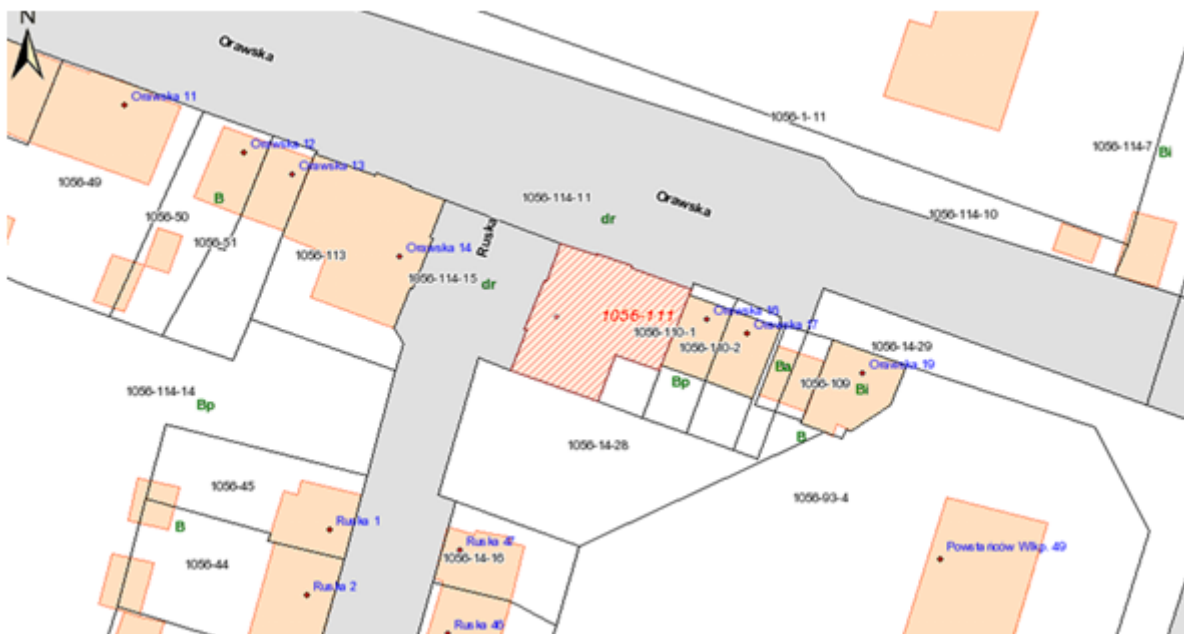 N
Orawska
Orawska 11
1056-1-11
Orawska 12
1056-114-7
Bi
Orawska 13
1056-49
B
1056-114-11
Orawska
1056-50
dr
1056-114-10
1056-51
Ruska
1056-113
Orawska 14
1056-114-15
dr
1056-111
Orawska 16
1056-110-1
Orawska 17
1056-110-2
1056-14-29
Ba
Orawska 19
Bp
1056-109
Bi
1056-114-14
Bp
B
1056-14-28
1056-45
1056-93-4
Ruska 1
B
Ruska 47
Powstańców Wlkp. 49
1056-14-16
1056-44
Ruska 2
Ruska 46